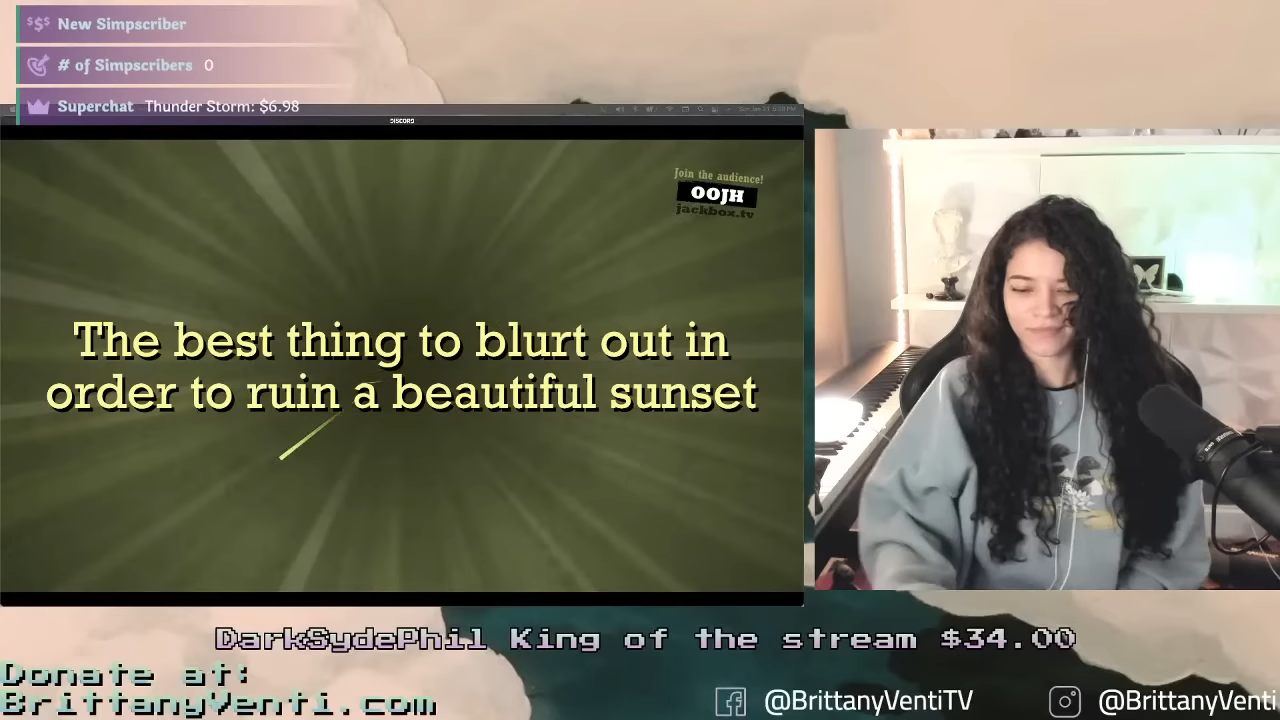 $$$ New Simpscriber
# of Simpscribers 0
Superchat Thunder Storm: $6.98
DISCORD
Join the audience!
OOJH
jackbox.tv
The best thing to blurt out in
order to ruin a beautiful sunset
DarkSydePhil King of the stream $34.00
Donate at:
BrittanyVenti.com
@BrittanyVentiTV
@BrittanyVenti